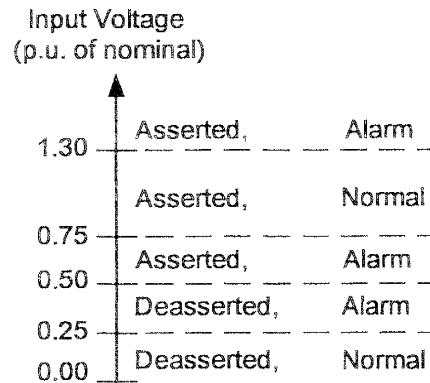 Input Voltage
(p.u. of nominal)
Asserted, Alarm
1.30
Asserted, Normal
0.75
Asserted, Alarm
0.50
Deasserted, Alarm
0.25
Deasserted, Normal
0.00